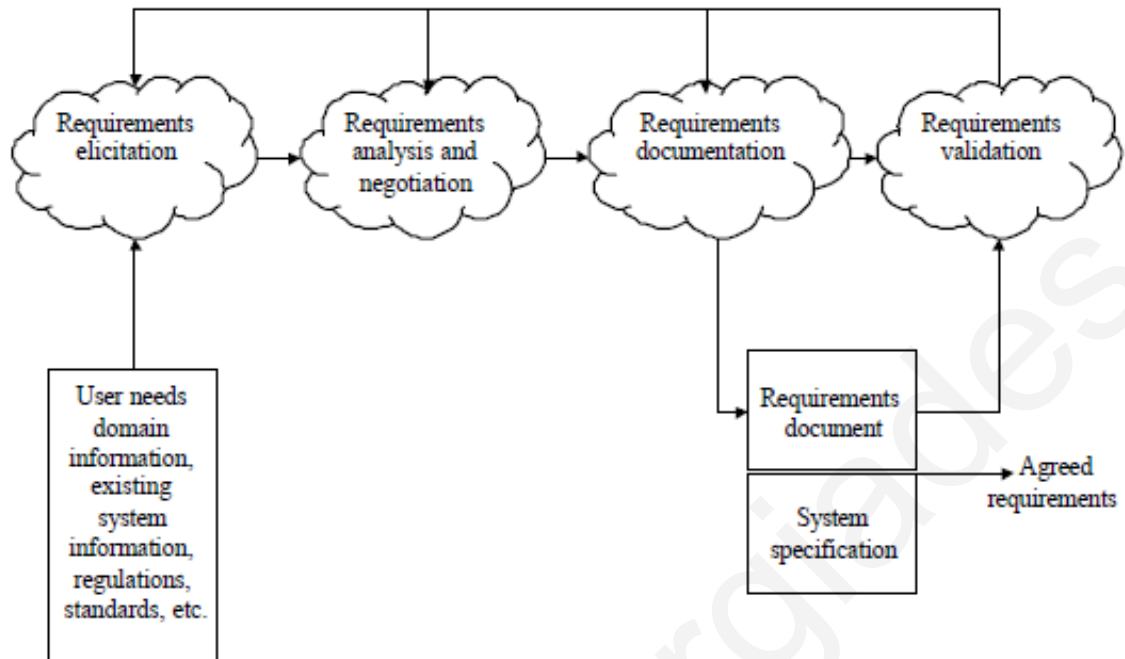 Requirements
elicitation
Requirements
analysis and
negotiation
Requirements
documentation
Requirements
validation
User needs
domain
information,
existing
system
information,
regulations,
standards, etc.
Requirements
document
System
specification
Agreed
requirements